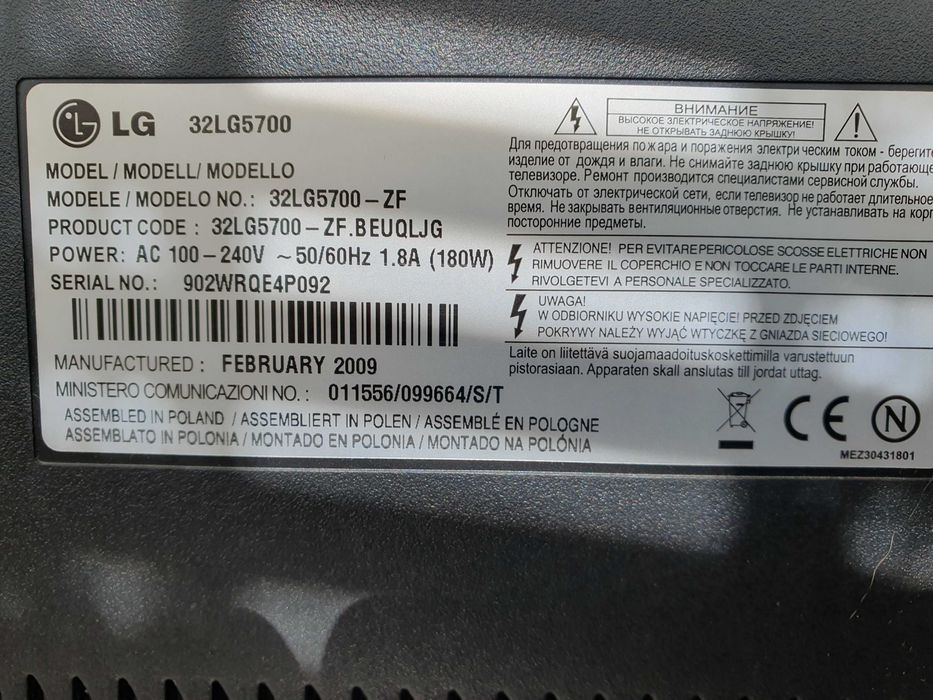 LG 32LG5700
MODEL / MODELL/ MODELLO
MODELE / MODELO NO.: 32LG5700-ZF
PRODUCT CODE : 32LG5700-ZF.BEUQLJG
POWER: AC 100-240V ~50/60Hz 1.8A (180W)
SERIAL NO.: 902WRQE4P092
MANUFACTURED : FEBRUARY 2009
MINISTERO COMUNICAZIONI NO.: 011556/099664/S/T
ASSEMBLED IN POLAND / ASSEMBLIERT IN POLEN / ASSEMBLÉ EN POLOGNE
ASSEMBLATO IN POLONIA / MONTADO EN POLONIA / MONTADO NA POLÓNIA
ВНИМАНИЕ
ВЫСОКОЕ ЭЛЕКТРИЧЕСКОЕ НАПРЯЖЕНИЕ!
НЕ ОТКРЫВАТЬ ЗАДНЮЮ КРЫШКУ!
Для предотвращения пожара и поражения электрическим током - берегите
изделие от дождя и влаги. Не снимайте заднюю крышку при работающе
телевизоре. Ремонт производится специалистами сервисной службы.
Отключать от электрической сети, если телевизор не работает длительное
время. Не закрывать вентиляционные отверстия. Не устанавливать на корп
посторонние предметы.
ATTENZIONE! PER EVITARE PERICOLOSE SCOSSE ELETTRICHE NON
RIMUOVERE IL COPERCHIO E NON TOCCARE LE PARTI INTERNE.
RIVOLGETEVI A PERSONALE SPECIALIZZATO.
UWAGA!
W ODBIORNIKU WYSOKIE NAPIĘCIE! PRZED ZDJĘCIEM
POKRYWY NALEŻY WYJĄĆ WTYCZKĘ Z GNIAZDA SIECIOWEGO!
Laite on liitettävä suojamaadoituskoskettimilla varustettuun
pistorasiaan. Apparaten skall anslutas till jordat uttag.
CE N
MEZ30431801